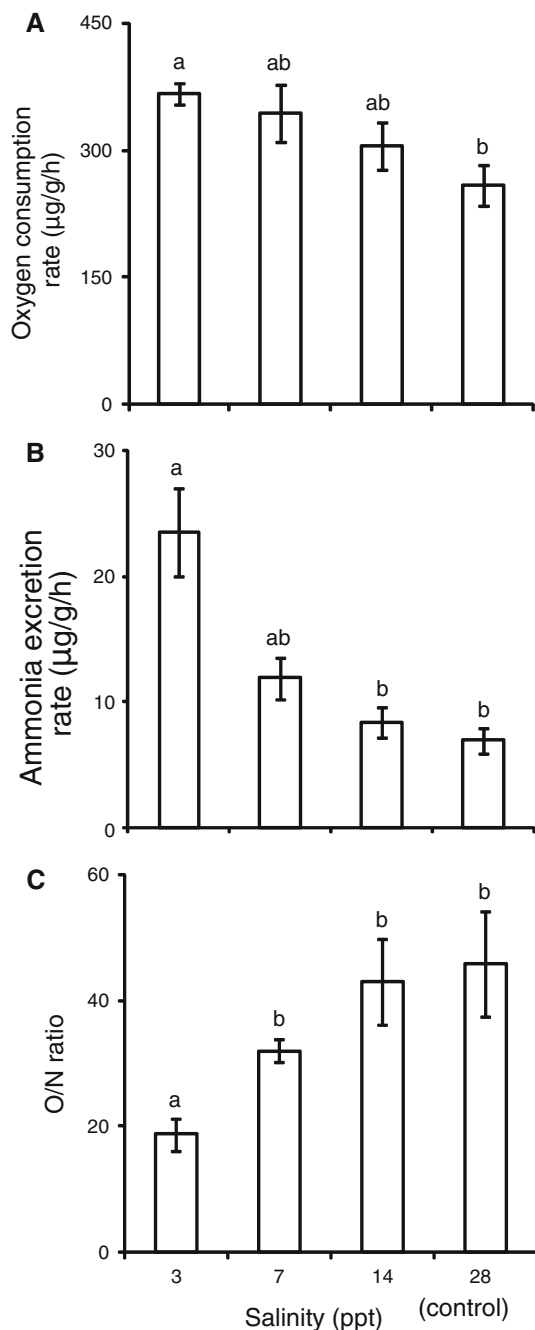 A
Oxygen consumption
rate (µg/g/h)
450
300
150
0
a
ab
ab
b
B
Ammonia excretion
rate (µg/g/h)
30
20
10
0
a
ab
b
b
C
O/N ratio
60
40
20
0
a
b
b
b
3
7
14
28
Salinity (ppt)
(control)